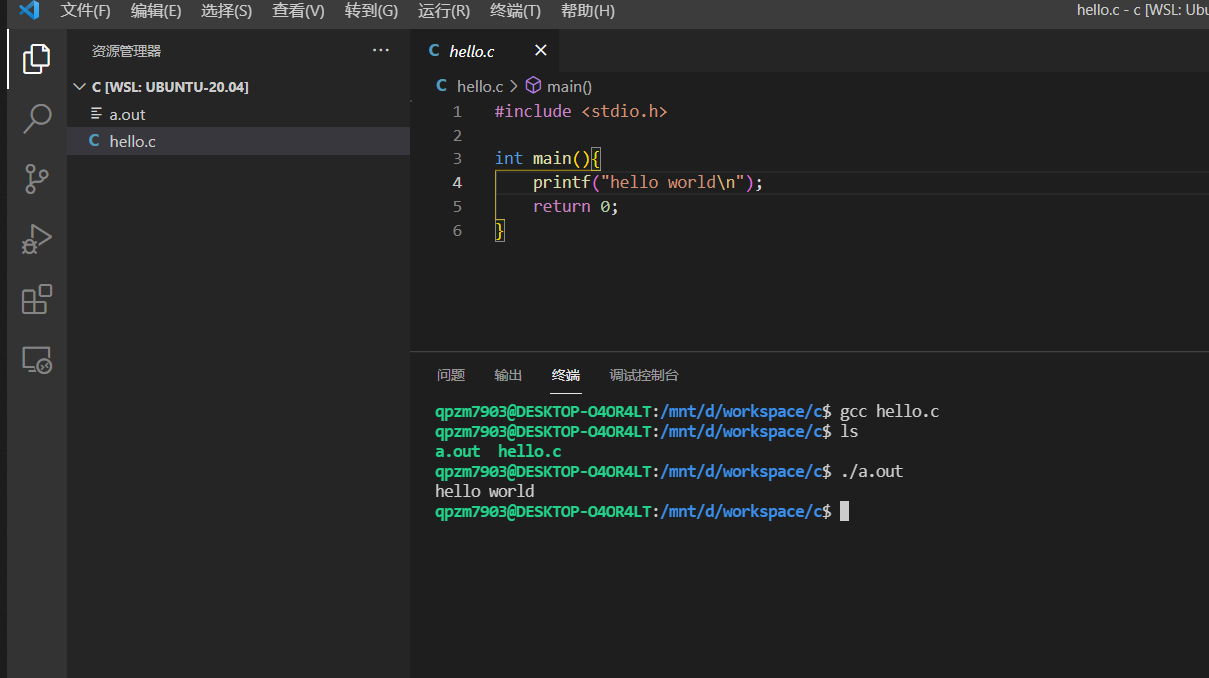 文件(F) 编辑(E) 选择(S) 查看(V) 转到(G) 运行(R) 终端(T) 帮助(H) hello.c - c [WSL: Ubu
资源管理器 ···
C [WSL: UBUNTU-20.04]
a.out
C hello.c
C hello.c ×
C hello.c > main()
1 #include <stdio.h>
2
3 int main(){
4     printf("hello world\n");
5     return 0;
6 }
问题 输出 终端 调试控制台
qpzm7903@DESKTOP-O4OR4LT:/mnt/d/workspace/c$ gcc hello.c
qpzm7903@DESKTOP-O4OR4LT:/mnt/d/workspace/c$ ls
a.out  hello.c
qpzm7903@DESKTOP-O4OR4LT:/mnt/d/workspace/c$ ./a.out
hello world
qpzm7903@DESKTOP-O4OR4LT:/mnt/d/workspace/c$